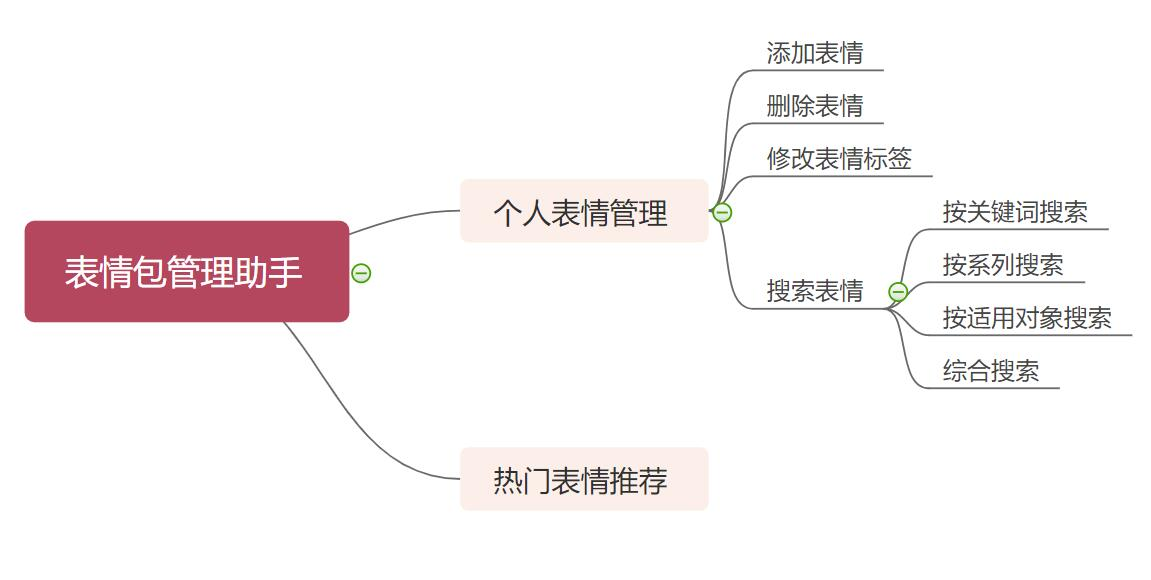 表情包管理助手
个人表情管理
添加表情
删除表情
修改表情标签
搜索表情
按关键词搜索
按系列搜索
按适用对象搜索
综合搜索
热门表情推荐